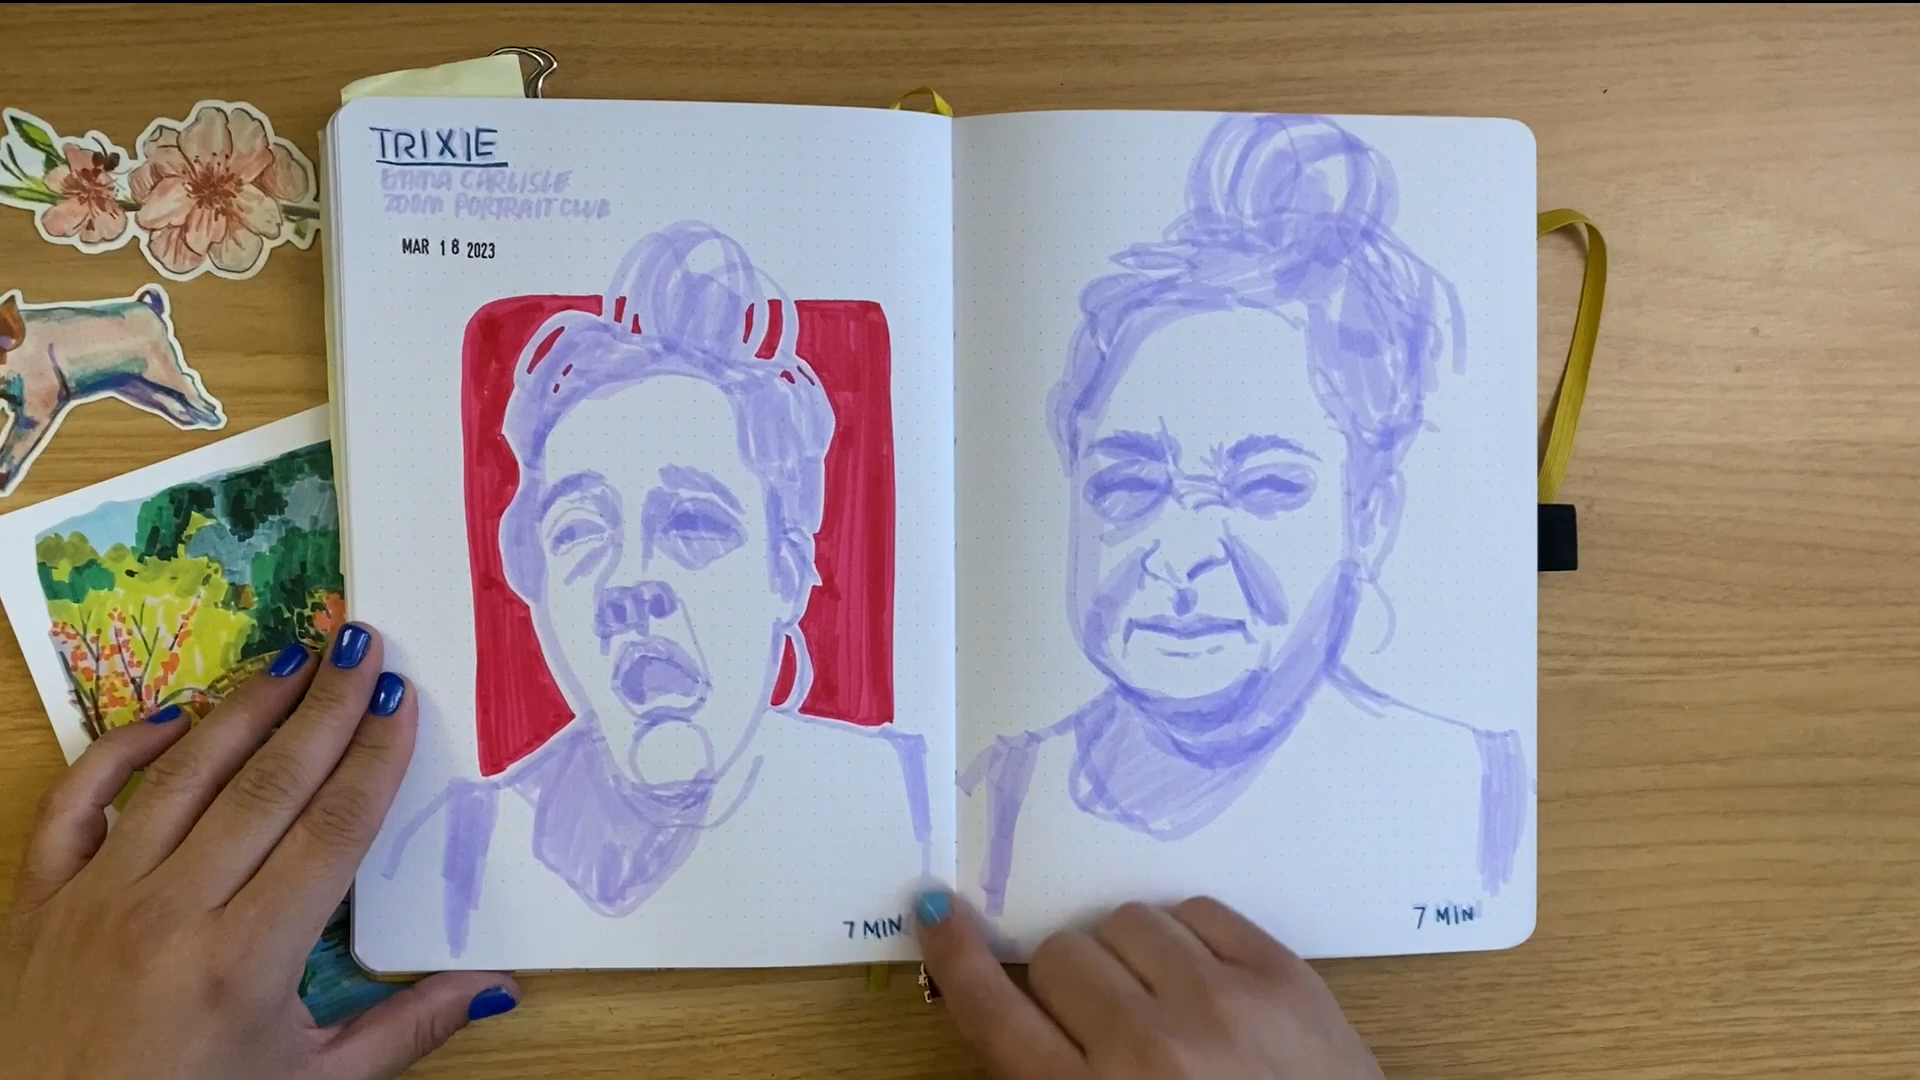 TRIXIE
EMMA CARLISLE
ZOOM PORTRAIT CLUB
MAR 18 2023
7 MIN
7 MIN